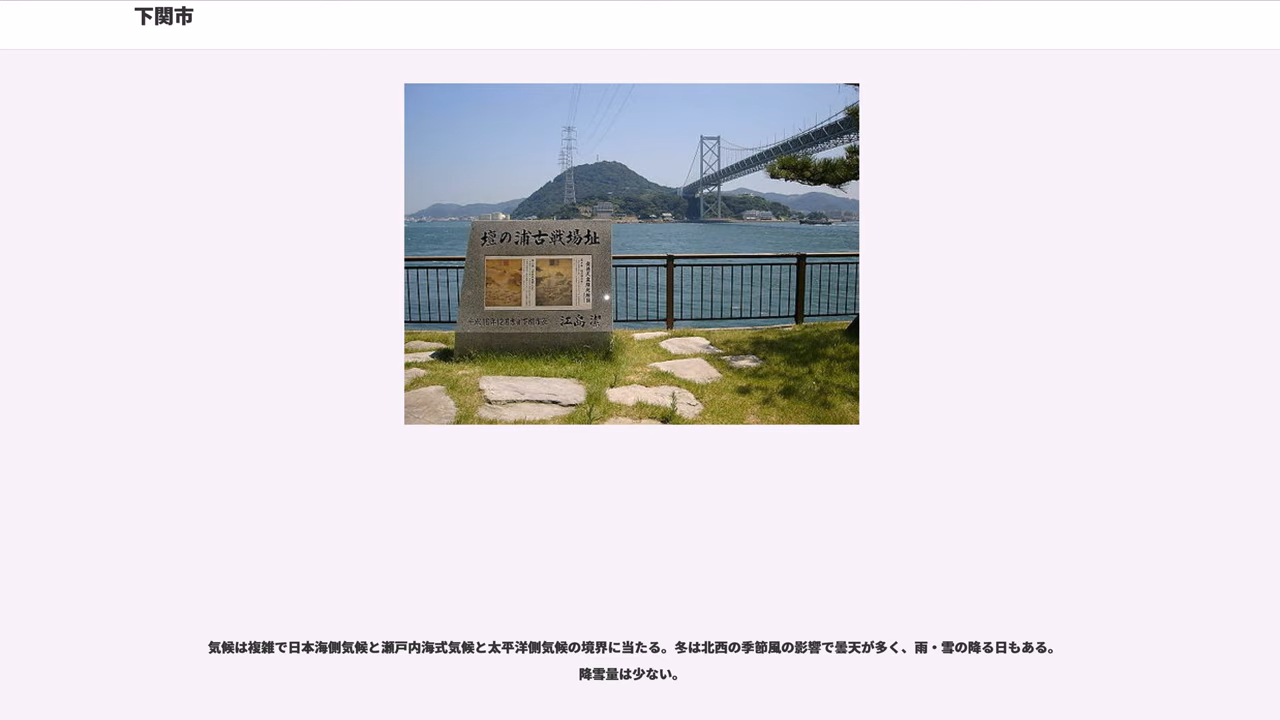 下関市
壇の浦古戦場址
江島 潔
気候は複雑で日本海側気候と瀬戸内海式気候と太平洋側気候の境界に当たる。冬は北西の季節風の影響で曇天が多く、雨・雪の降る日もある。
降雪量は少ない。